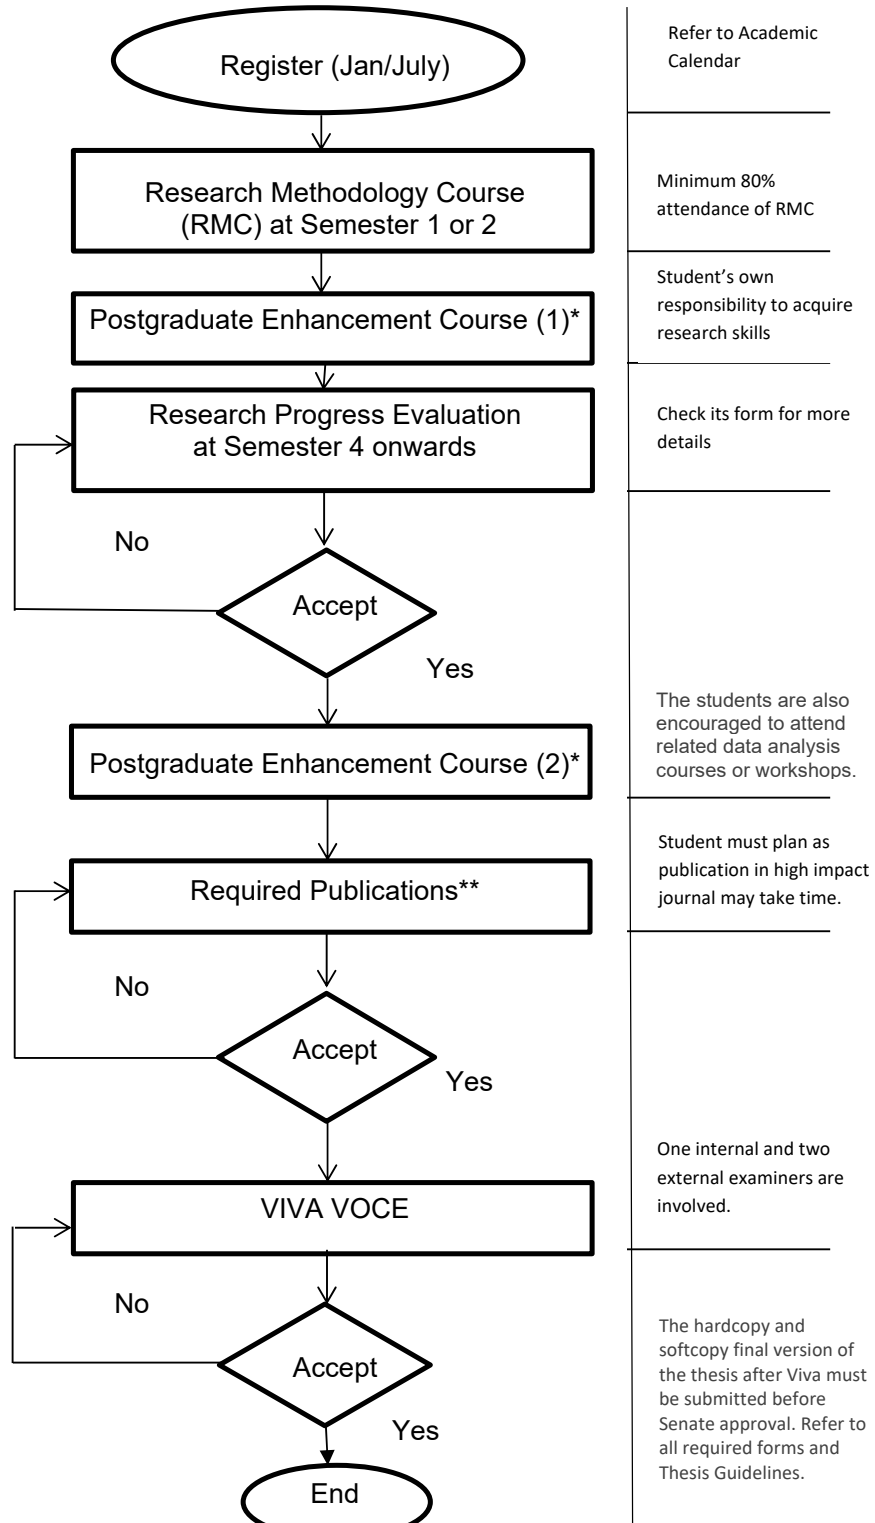 Register (Jan/July)
Refer to Academic
Calendar
Research Methodology Course
(RMC) at Semester 1 or 2
Minimum 80%
attendance of RMC
Postgraduate Enhancement Course (1)*
Student’s own
responsibility to acquire
research skills
Research Progress Evaluation
at Semester 4 onwards
Check its form for more
details
No
Accept
Yes
Postgraduate Enhancement Course (2)*
The students are also
encouraged to attend
related data analysis
courses or workshops.
Required Publications**
Student must plan as
publication in high impact
journal may take time.
No
Accept
Yes
VIVA VOCE
One internal and two
external examiners are
involved.
No
Accept
Yes
End
The hardcopy and
softcopy final version of
the thesis after Viva must
be submitted before
Senate approval. Refer to
all required forms and
Thesis Guidelines.